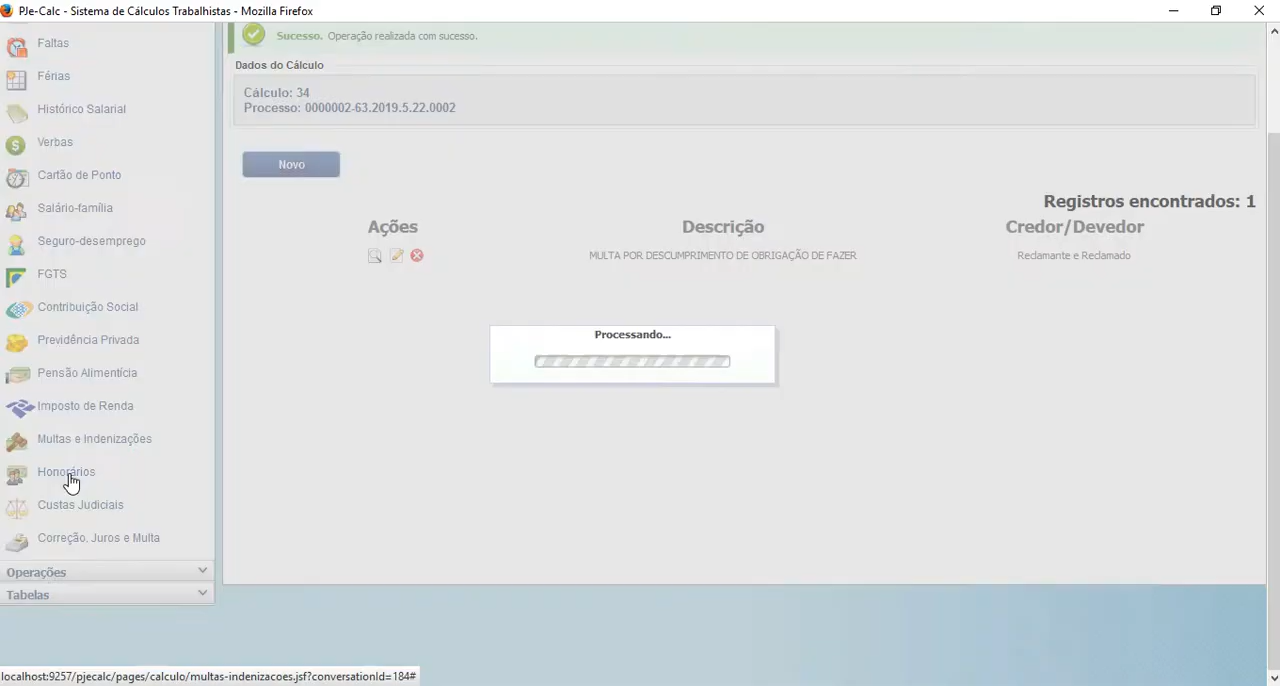 PJe-Calc - Sistema de Cálculos Trabalhistas - Mozilla Firefox
Faltas
Férias
Histórico Salarial
Verbas
Cartão de Ponto
Salário-família
Seguro-desemprego
FGTS
Contribuição Social
Previdência Privada
Pensão Alimentícia
Imposto de Renda
Multas e Indenizações
Honorários
Custas Judiciais
Correção, Juros e Multa
Operações
Tabelas
Sucesso. Operação realizada com sucesso.
Dados do Cálculo
Cálculo: 34
Processo: 0000002-63.2019.5.22.0002
Novo
Registros encontrados: 1
Ações Descrição Credor/Devedor
MULTA POR DESCUMPRIMENTO DE OBRIGAÇÃO DE FAZER Reclamante e Reclamado
Processando...
localhost:9257/pjecalc/pages/calculo/multas-indenizacoes.jsf?conversationId=184#